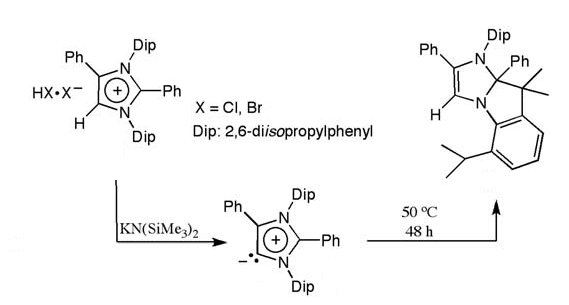 Dip
Ph
N
Ph
HX•X⁻
+
H
N
Dip
X = Cl, Br
Dip: 2,6-diisopropylphenyl
Dip
Ph
N
Ph
H
N
KN(SiMe₃)₂
Dip
Ph
N
Ph
+
–:
N
Dip
50 ºC
48 h